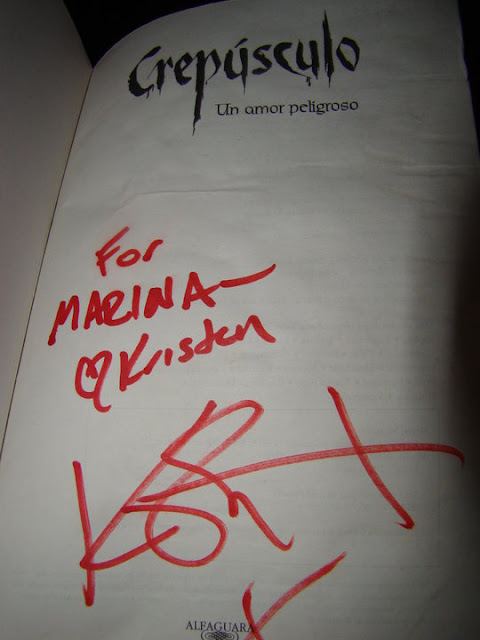 Crepúsculo
Un amor peligroso
For
MARINA—
♡Kristen
ALFAGUARA